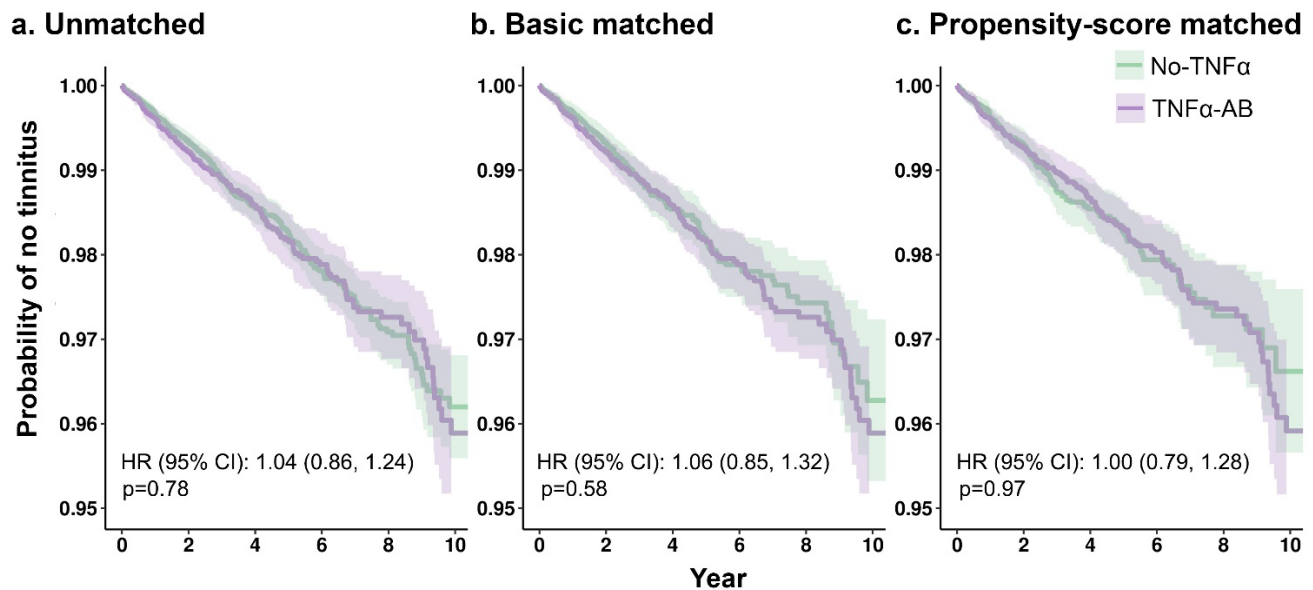 a. Unmatched
b. Basic matched
c. Propensity-score matched
No-TNFα
TNFα-AB
Probability of no tinnitus
1.00
0.99
0.98
0.97
0.96
0.95
HR (95% CI): 1.04 (0.86, 1.24)
p=0.78
0 2 4 6 8 10
1.00
0.99
0.98
0.97
0.96
0.95
HR (95% CI): 1.06 (0.85, 1.32)
p=0.58
0 2 4 6 8 10
1.00
0.99
0.98
0.97
0.96
0.95
HR (95% CI): 1.00 (0.79, 1.28)
p=0.97
0 2 4 6 8 10
Year